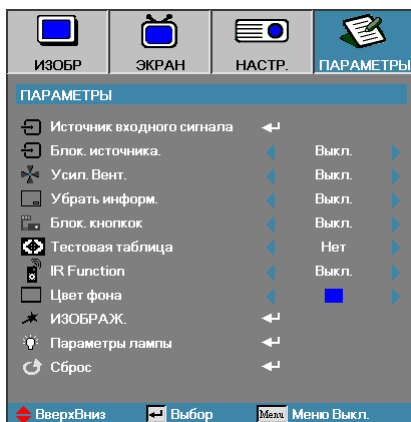 ИЗОБР ЭКРАН НАСТР. ПАРАМЕТРЫ
ПАРАМЕТРЫ
Источник входного сигнала
Блок. источника. Выкл.
Усил. Вент. Выкл.
Убрать информ. Выкл.
Блок. кнопкок Выкл.
Тестовая таблица Нет
IR Function Выкл.
Цвет фона
ИЗОБРАЖ.
Параметры лампы
Сброс
ВверхВниз Выбор Menu Меню Выкл.